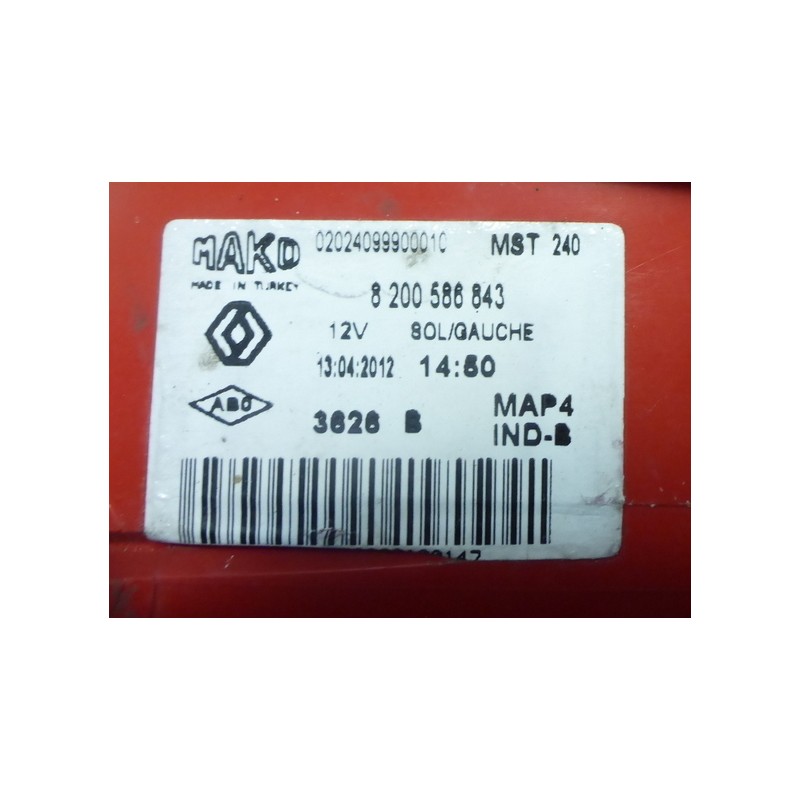 MAKO 02024099900010 MST 240
MADE IN TURKEY
8 200 586 843
12V SOL/GAUCHE
13:04:2012 14:50
ABO 3626 B MAP4
IND-B